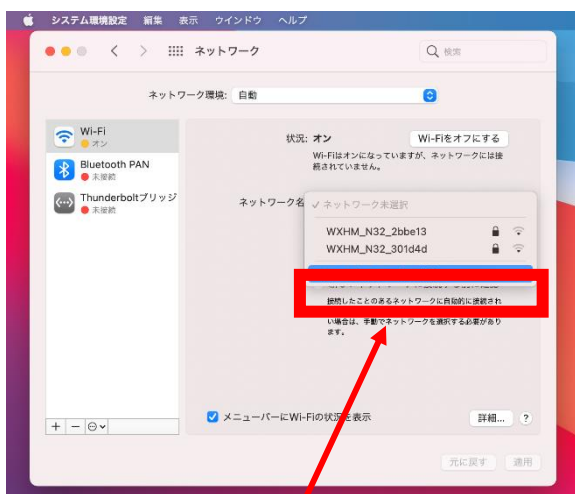 システム環境設定 編集 表示 ウインドウ ヘルプ
ネットワーク
検索
ネットワーク環境: 自動
Wi-Fi
オン
Bluetooth PAN
未接続
Thunderboltブリッジ
未接続
状況: オン
Wi-Fiをオフにする
Wi-Fiはオンになっていますが、ネットワークには接
続されていません。
ネットワーク名
✓ ネットワーク未選択
WXHM_N32_2bbe13
WXHM_N32_301d4d
接続したことのあるネットワークに自動的に接続され
い場合は、手動でネットワークを選択する必要があり
ます。
メニューバーにWi-Fiの状況を表示
詳細... ?
+ −
元に戻す 適用